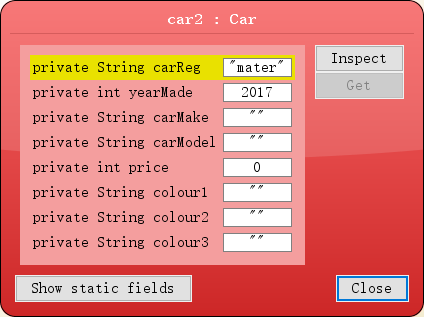 car2 : Car
private String carReg "mater"
Inspect
private int yearMade 2017
Get
private String carMake ""
private String carModel ""
private int price 0
private String colour1 ""
private String colour2 ""
private String colour3 ""
Show static fields
Close